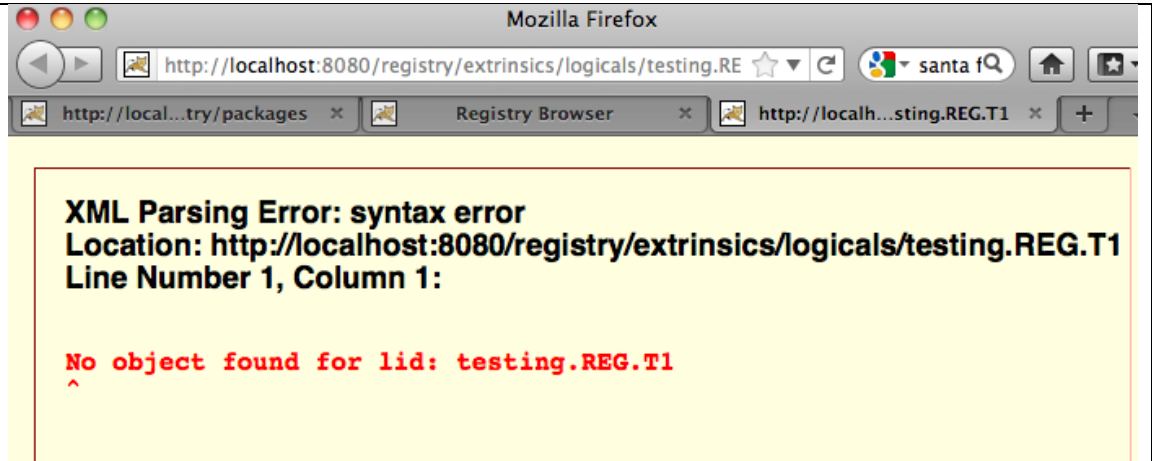 Mozilla Firefox
http://localhost:8080/registry/extrinsics/logicals/testing.RE
santa f
http://local...try/packages
Registry Browser
http://localh...sting.REG.T1
XML Parsing Error: syntax error
Location: http://localhost:8080/registry/extrinsics/logicals/testing.REG.T1
Line Number 1, Column 1:
No object found for lid: testing.REG.T1
^